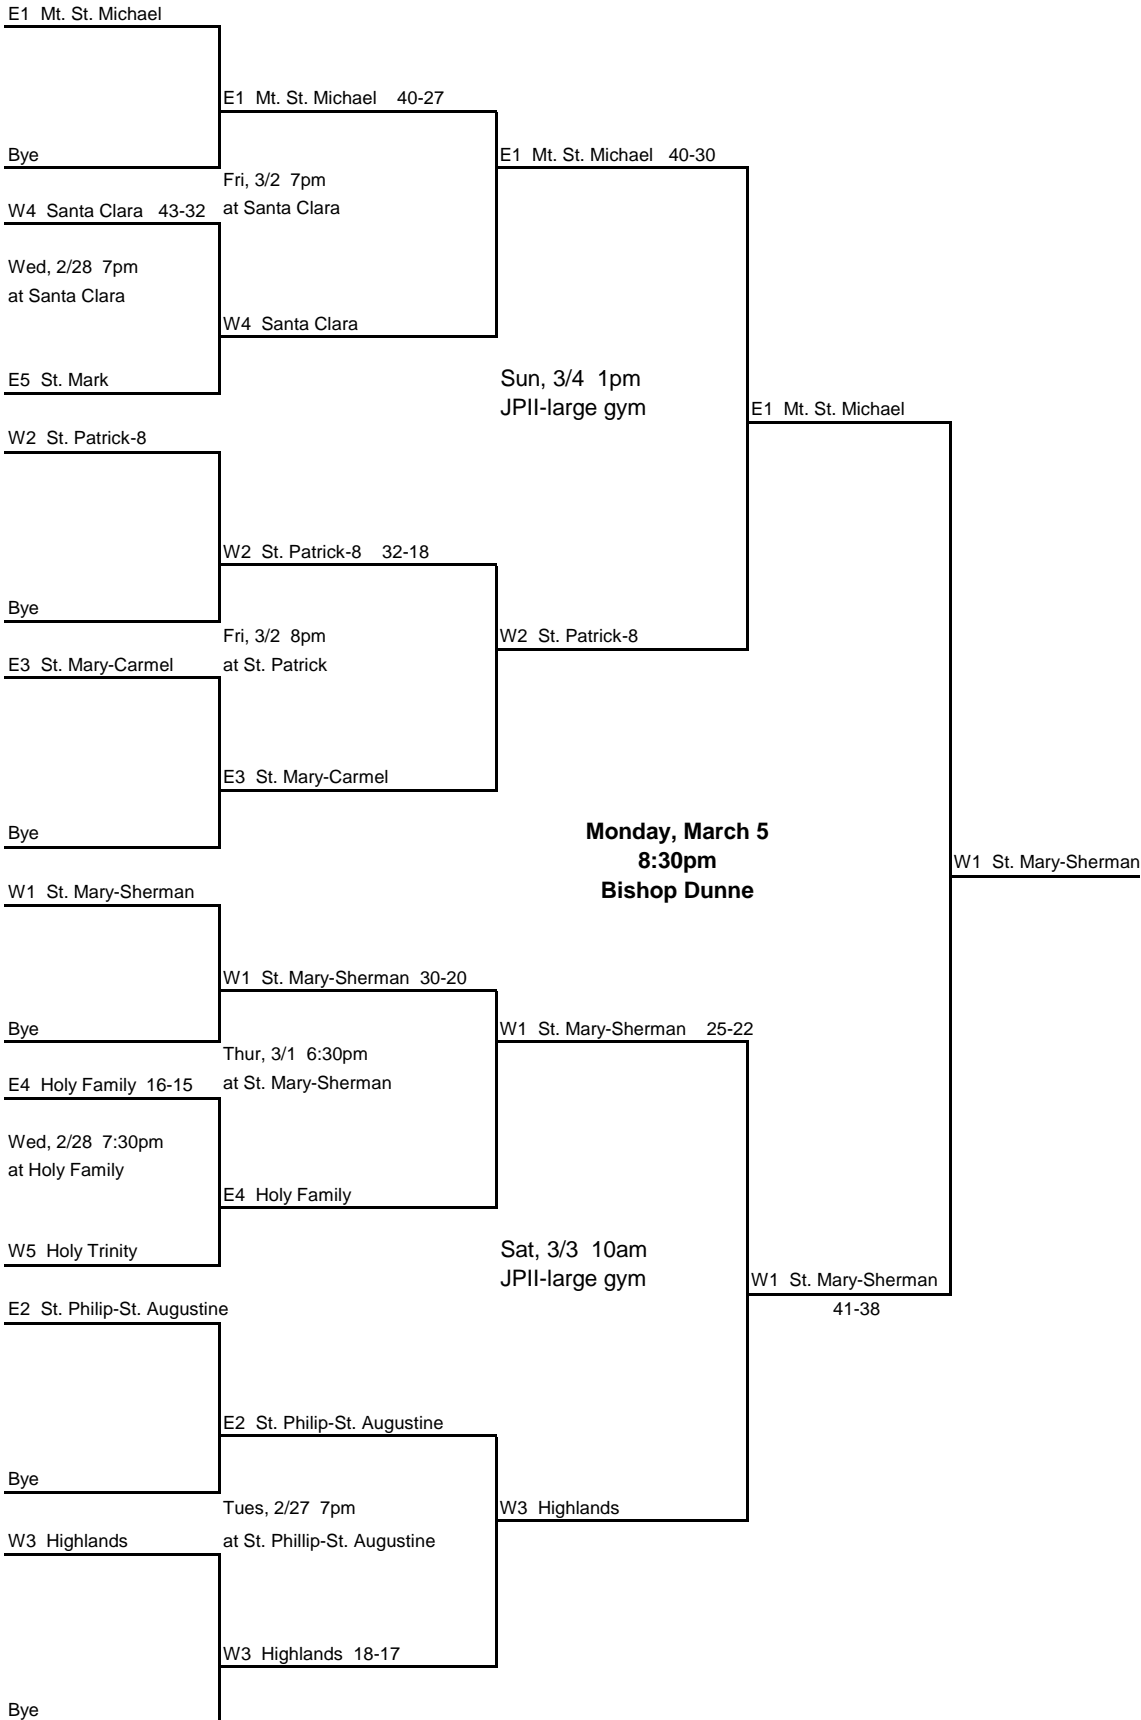 E1 Mt. St. Michael
E1 Mt. St. Michael 40-27
Bye
E1 Mt. St. Michael 40-30
Fri, 3/2 7pm
at Santa Clara
W4 Santa Clara 43-32
Wed, 2/28 7pm
at Santa Clara
W4 Santa Clara
E5 St. Mark
Sun, 3/4 1pm
JPII-large gym
E1 Mt. St. Michael
W2 St. Patrick-8
W2 St. Patrick-8 32-18
Bye
Fri, 3/2 8pm
at St. Patrick
W2 St. Patrick-8
E3 St. Mary-Carmel
E3 St. Mary-Carmel
Bye
Monday, March 5
8:30pm
Bishop Dunne
W1 St. Mary-Sherman
W1 St. Mary-Sherman
W1 St. Mary-Sherman 30-20
Bye
W1 St. Mary-Sherman 25-22
Thur, 3/1 6:30pm
at St. Mary-Sherman
E4 Holy Family 16-15
Wed, 2/28 7:30pm
at Holy Family
E4 Holy Family
W5 Holy Trinity
Sat, 3/3 10am
JPII-large gym
W1 St. Mary-Sherman
41-38
E2 St. Philip-St. Augustine
E2 St. Philip-St. Augustine
Bye
Tues, 2/27 7pm
at St. Phillip-St. Augustine
W3 Highlands
W3 Highlands
W3 Highlands 18-17
Bye